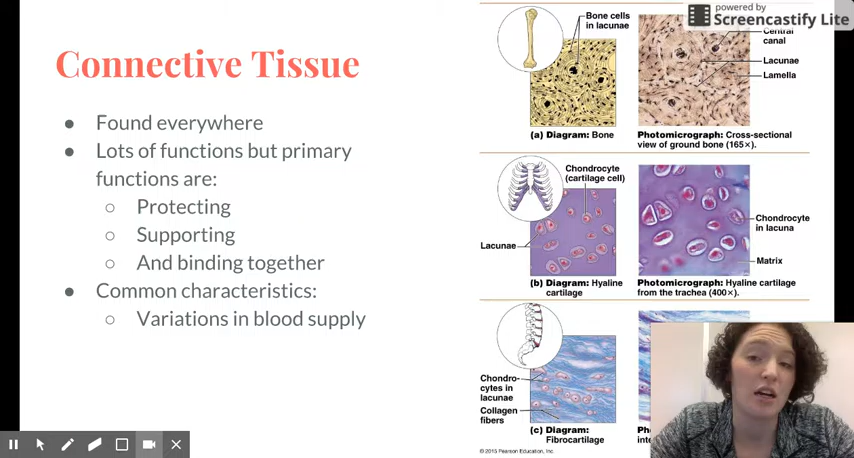 Connective Tissue
● Found everywhere
● Lots of functions but primary
functions are:
○ Protecting
○ Supporting
○ And binding together
● Common characteristics:
○ Variations in blood supply
powered by
Screencastify Lite
Bone cells
in lacunae
Central
canal
Lacunae
Lamella
(a) Diagram: Bone
Photomicrograph: Cross-sectional
view of ground bone (165×).
Chondrocyte
(cartilage cell)
Lacunae
Chondrocyte
in lacuna
Matrix
(b) Diagram: Hyaline
cartilage
Photomicrograph: Hyaline cartilage
from the trachea (400×).
Chondro-
cytes in
lacunae
Collagen
fibers
(c) Diagram:
Fibrocartilage
© 2015 Pearson Education, Inc.